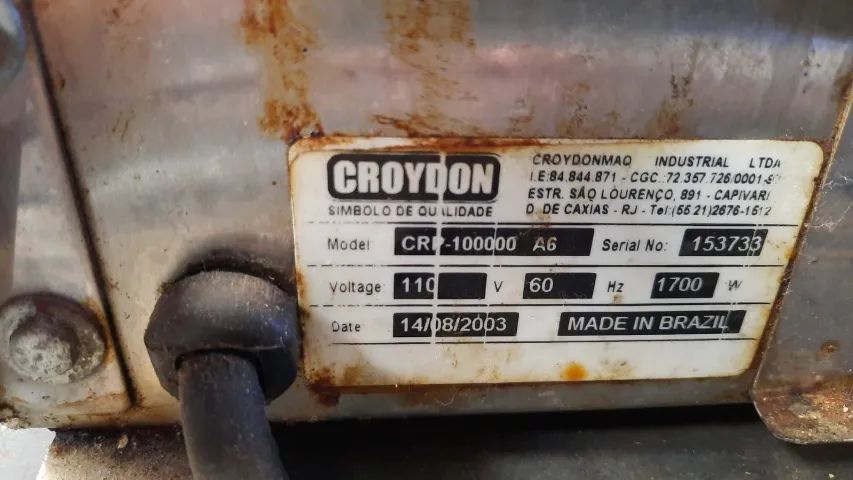 CROYDON
SIMBOLO DE QUALIDADE
CROYDONMAQ INDUSTRIAL LTDA
I.E:84.844.871 - CGC.:72.357.726/0001-
ESTR. SÃO LOURENÇO, 891 - CAPIVARI
D. DE CAXIAS - RJ - Tel:(55 21)2676-1512
Model CRP-100000 A6 Serial No: 153733
Voltage 110 V 60 Hz 1700 W
Date 14/08/2003 MADE IN BRAZIL